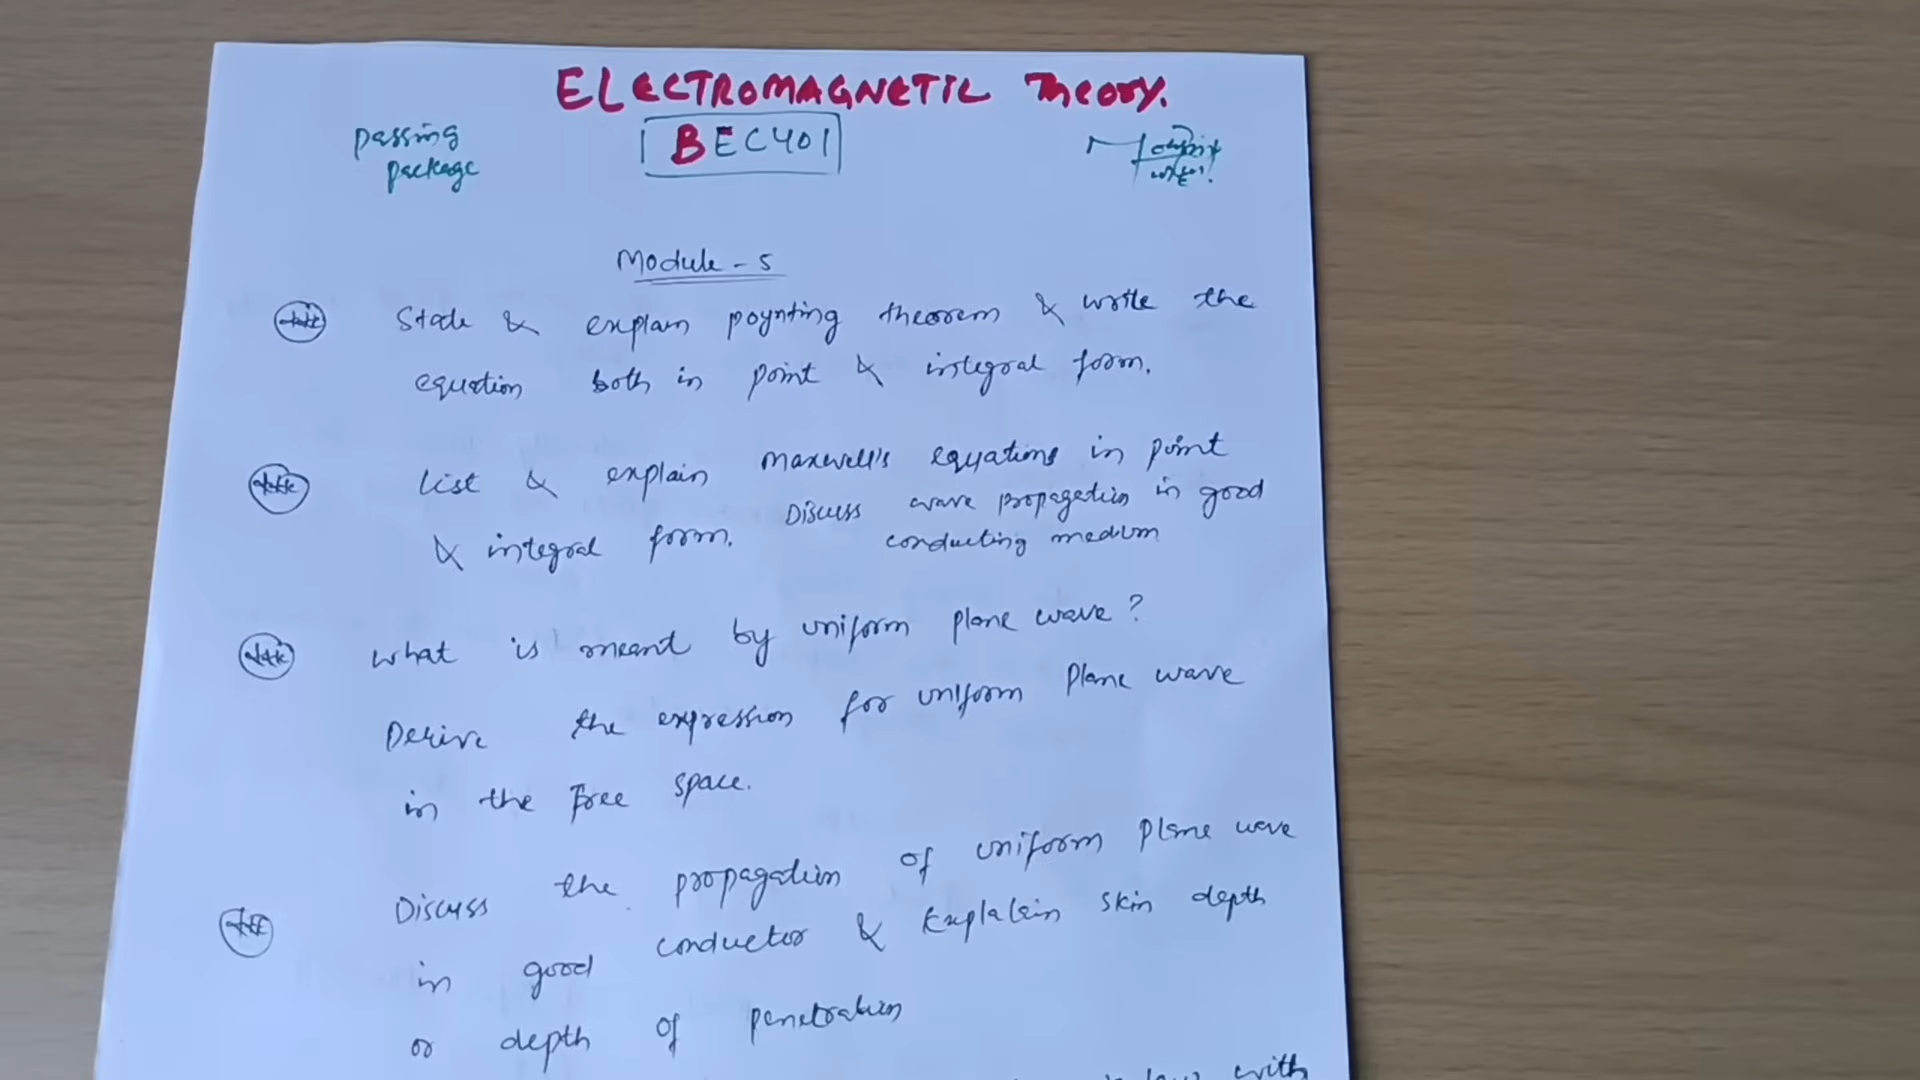 ELECTROMAGNETIC Theory.
passing
package
BEC401
Module - 5
State & explain poynting theorem & write the
equation both in point & integral form.
List & explain maxwell's equations in point
& integral form. Discuss wave propagation in good
conducting medium
what is meant by uniform plane wave?
Derive the expression for uniform plane wave
in the Free space.
Discuss the propagation of uniform plane wave
in good conductor & Explain skin depth
or depth of penetration
law with